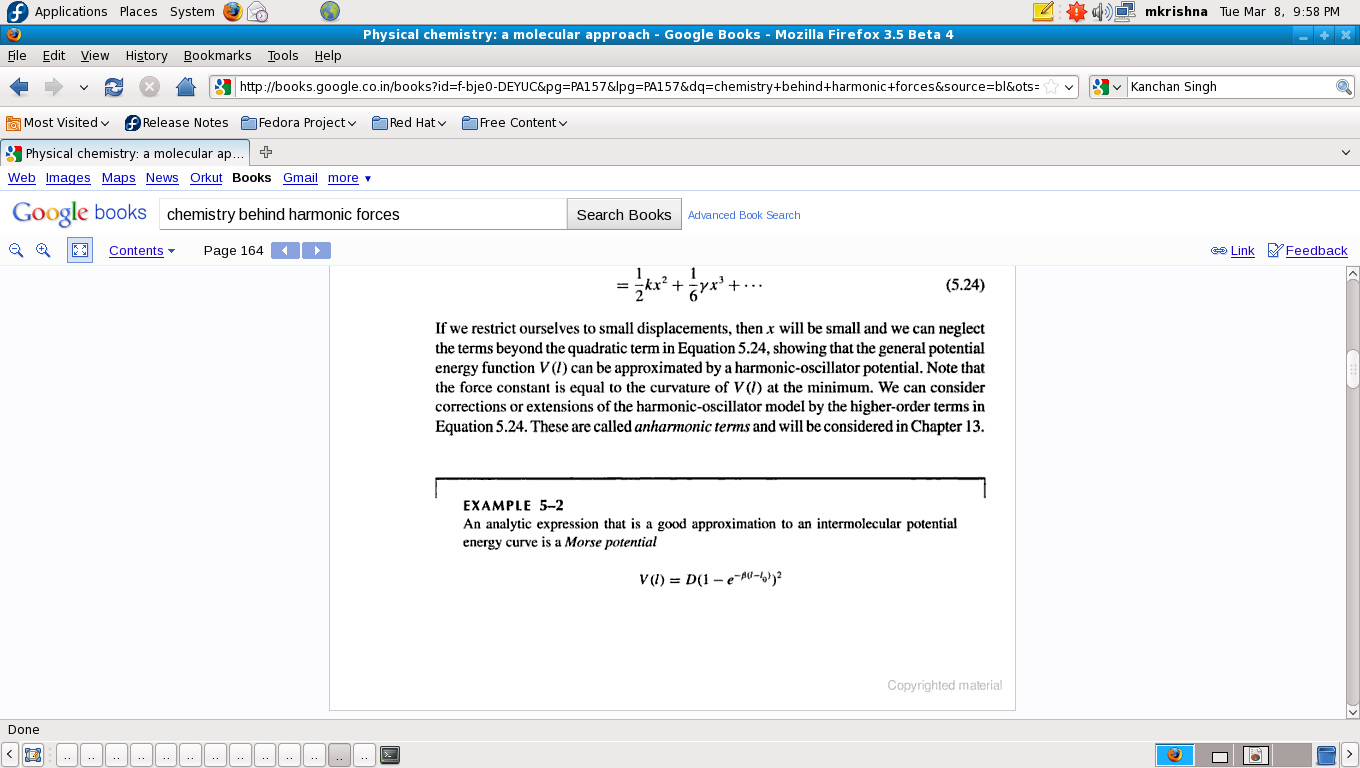 Applications Places System mkrishna Tue Mar 8, 9:58 PM
Physical chemistry: a molecular approach - Google Books - Mozilla Firefox 3.5 Beta 4
File Edit View History Bookmarks Tools Help
http://books.google.co.in/books?id=f-bje0-DEYUC&pg=PA157&lpg=PA157&dq=chemistry+behind+harmonic+forces&source=bl&ots= Kanchan Singh
Most Visited Release Notes Fedora Project Red Hat Free Content
Physical chemistry: a molecular ap...
Web Images Maps News Orkut Books Gmail more ▼
Google books chemistry behind harmonic forces Search Books Advanced Book Search
Contents Page 164 Link Feedback
= 1/2 kx² + 1/6 γx³ + ··· (5.24)
If we restrict ourselves to small displacements, then x will be small and we can neglect
the terms beyond the quadratic term in Equation 5.24, showing that the general potential
energy function V(l) can be approximated by a harmonic-oscillator potential. Note that
the force constant is equal to the curvature of V(l) at the minimum. We can consider
corrections or extensions of the harmonic-oscillator model by the higher-order terms in
Equation 5.24. These are called anharmonic terms and will be considered in Chapter 13.
EXAMPLE 5–2
An analytic expression that is a good approximation to an intermolecular potential
energy curve is a Morse potential
V(l) = D(1 − e^{−β(l−l₀)})²
Copyrighted material
Done
.. .. .. .. .. .. .. .. .. .. .. .. ..